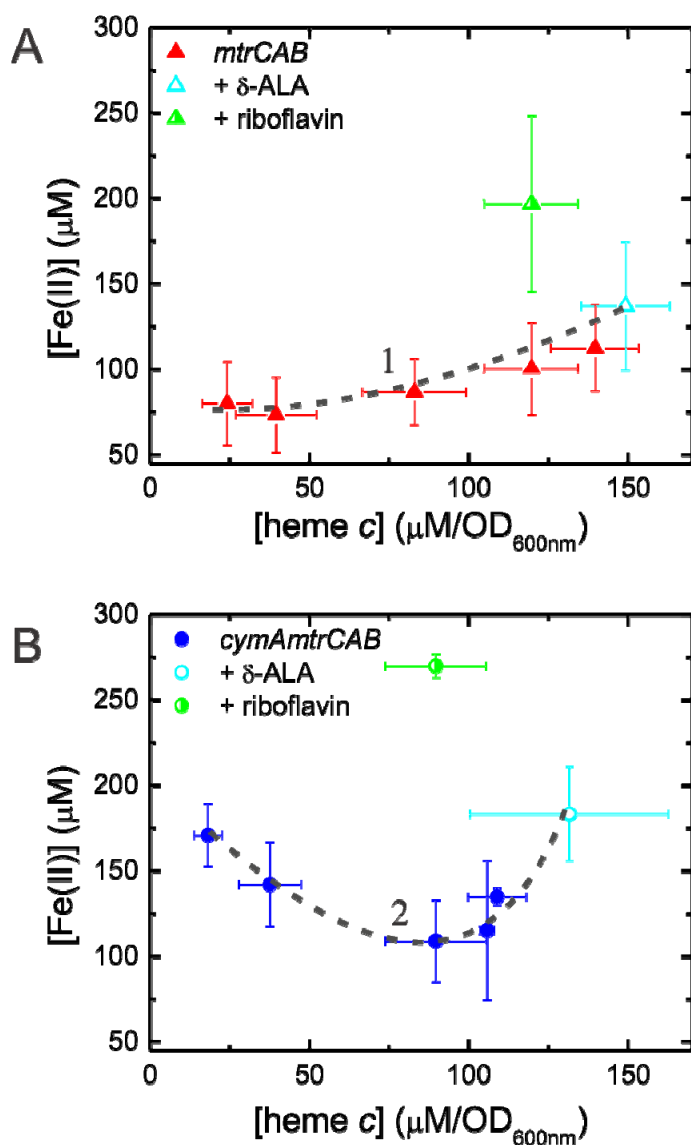 A
mtrCAB
+ δ-ALA
+ riboflavin
[Fe(II)] (μM)
300
250
200
150
100
50
1
0 50 100 150
[heme c] (μM/OD600nm)
B
cymAmtrCAB
+ δ-ALA
+ riboflavin
[Fe(II)] (μM)
300
250
200
150
100
50
2
0 50 100 150
[heme c] (μM/OD600nm)